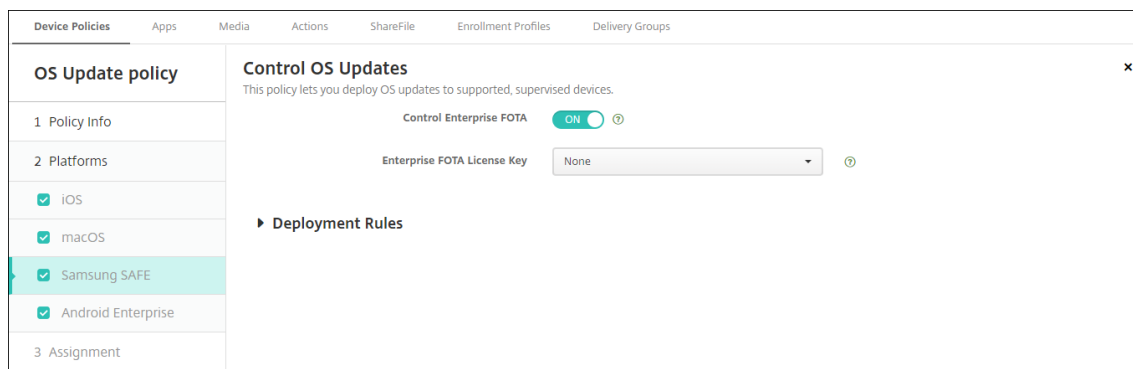 Device Policies Apps Media Actions ShareFile Enrollment Profiles Delivery Groups
OS Update policy
1 Policy Info
2 Platforms
iOS
macOS
Samsung SAFE
Android Enterprise
3 Assignment
Control OS Updates
This policy lets you deploy OS updates to supported, supervised devices.
Control Enterprise FOTA ON ?
Enterprise FOTA License Key None ?
Deployment Rules